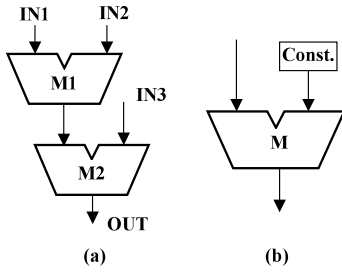 IN1 IN2
Const.
M1
IN3
M
M2
OUT
(a) (b)